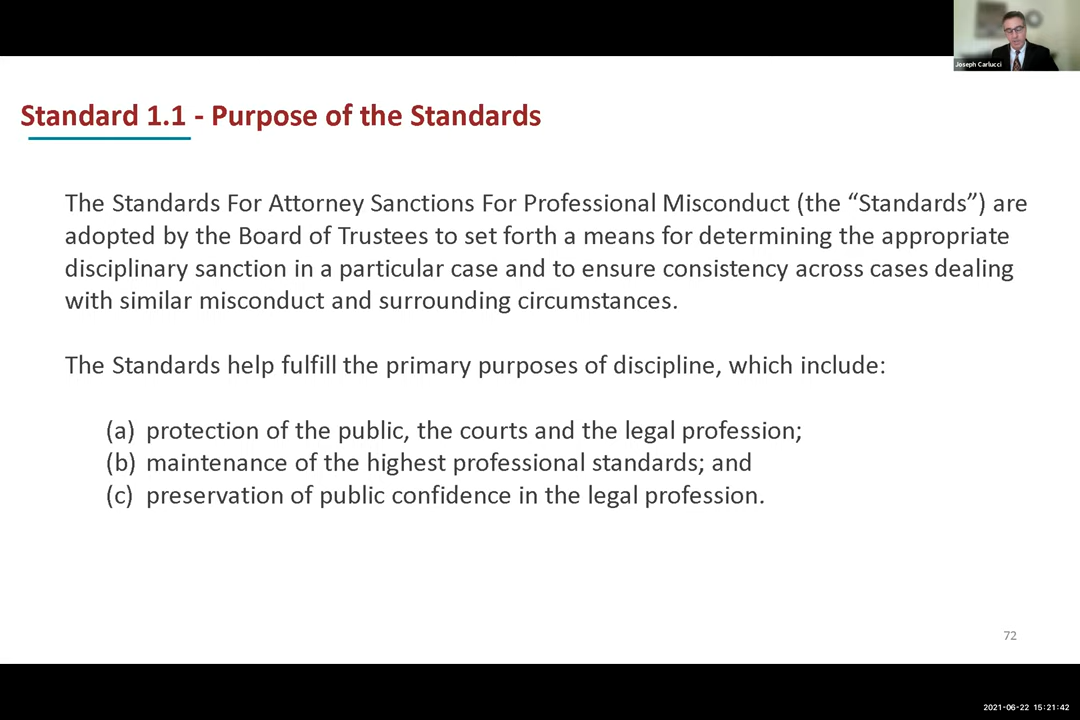 Joseph Carlucci
Standard 1.1 - Purpose of the Standards
The Standards For Attorney Sanctions For Professional Misconduct (the “Standards”) are
adopted by the Board of Trustees to set forth a means for determining the appropriate
disciplinary sanction in a particular case and to ensure consistency across cases dealing
with similar misconduct and surrounding circumstances.
The Standards help fulfill the primary purposes of discipline, which include:
(a) protection of the public, the courts and the legal profession;
(b) maintenance of the highest professional standards; and
(c) preservation of public confidence in the legal profession.
72
2021-06-22 15:21:42